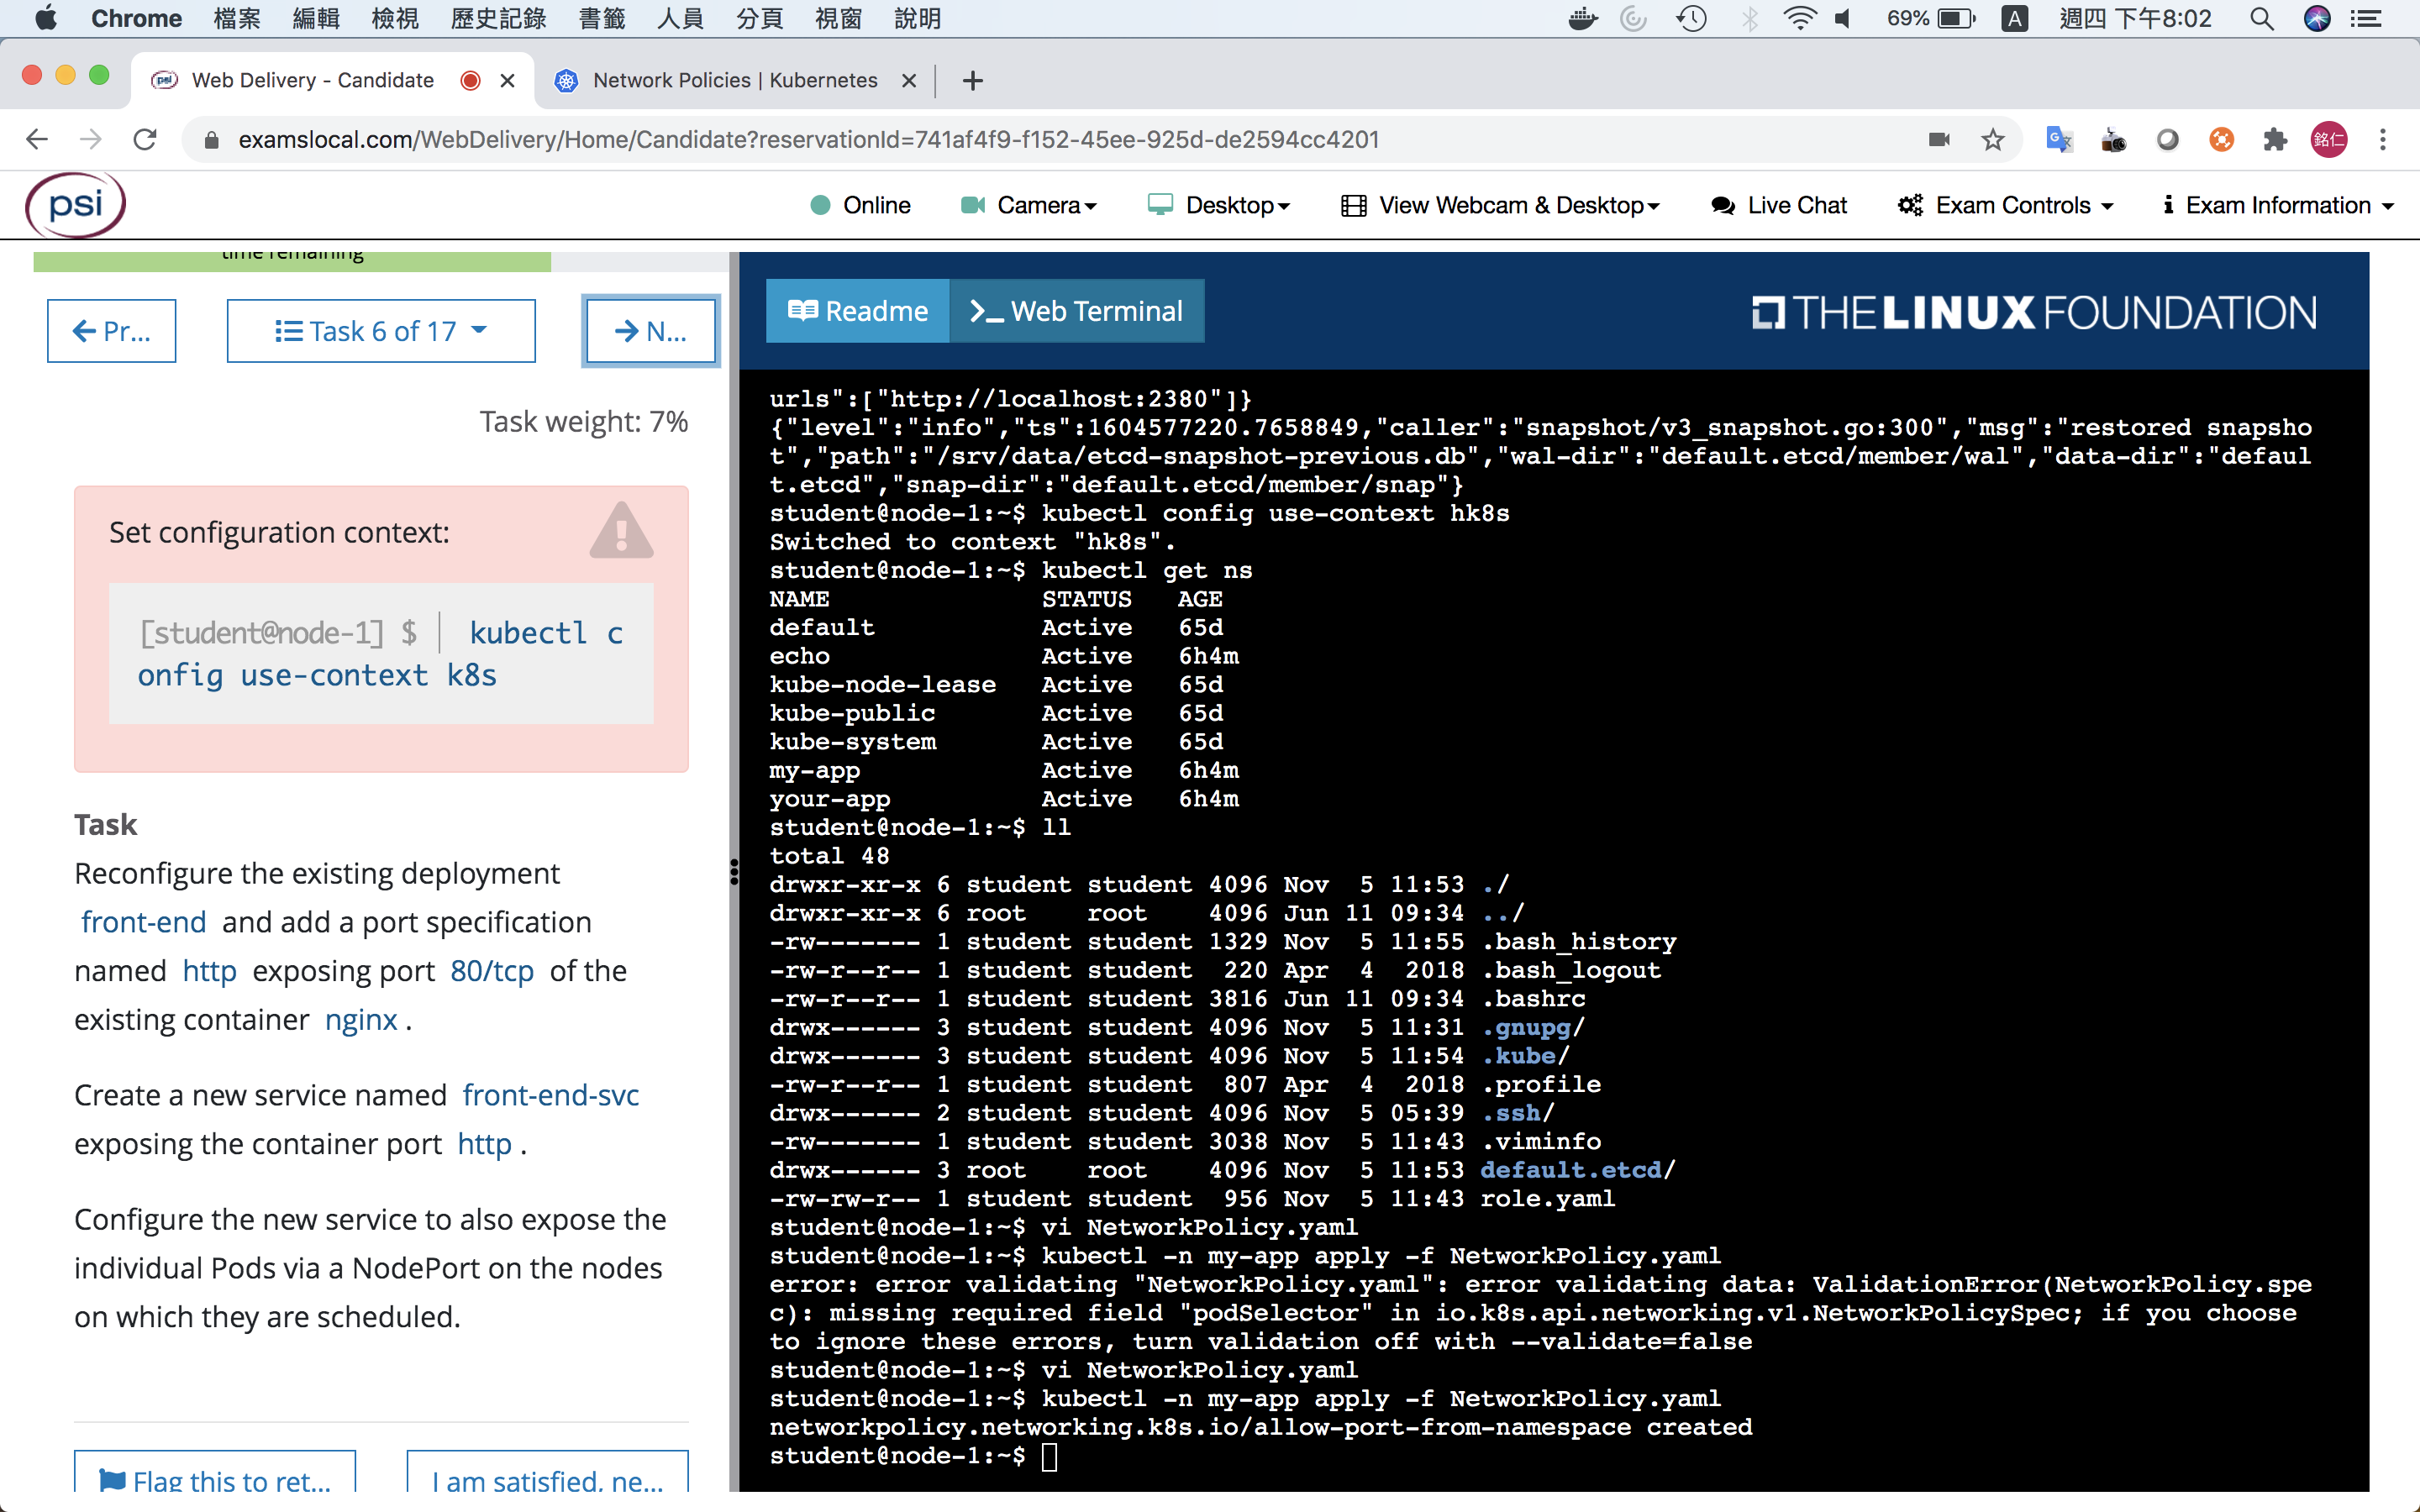 Chrome 檔案 編輯 檢視 歷史記錄 書籤 人員 分頁 視窗 說明 69% A 週四 下午8:02
psi Web Delivery - Candidate Network Policies | Kubernetes
examslocal.com/WebDelivery/Home/Candidate?reservationId=741af4f9-f152-45ee-925d-de2594cc4201 銘仁
psi Online Camera Desktop View Webcam & Desktop Live Chat Exam Controls Exam Information
time remaining
Pr...
Task 6 of 17
N...
Task weight: 7%
Set configuration context:
[student@node-1] $ kubectl c
onfig use-context k8s
Task
Reconfigure the existing deployment
front-end and add a port specification
named http exposing port 80/tcp of the
existing container nginx .
Create a new service named front-end-svc
exposing the container port http .
Configure the new service to also expose the
individual Pods via a NodePort on the nodes
on which they are scheduled.
Flag this to ret...
I am satisfied, ne...
Readme
>_ Web Terminal
THE LINUX FOUNDATION
urls":["http://localhost:2380"]}
{"level":"info","ts":1604577220.7658849,"caller":"snapshot/v3_snapshot.go:300","msg":"restored snapsho
t","path":"/srv/data/etcd-snapshot-previous.db","wal-dir":"default.etcd/member/wal","data-dir":"defaul
t.etcd","snap-dir":"default.etcd/member/snap"}
student@node-1:~$ kubectl config use-context hk8s
Switched to context "hk8s".
student@node-1:~$ kubectl get ns
NAME STATUS AGE
default Active 65d
echo Active 6h4m
kube-node-lease Active 65d
kube-public Active 65d
kube-system Active 65d
my-app Active 6h4m
your-app Active 6h4m
student@node-1:~$ ll
total 48
drwxr-xr-x 6 student student 4096 Nov 5 11:53 ./
drwxr-xr-x 6 root root 4096 Jun 11 09:34 ../
-rw------- 1 student student 1329 Nov 5 11:55 .bash_history
-rw-r--r-- 1 student student 220 Apr 4 2018 .bash_logout
-rw-r--r-- 1 student student 3816 Jun 11 09:34 .bashrc
drwx------ 3 student student 4096 Nov 5 11:31 .gnupg/
drwx------ 3 student student 4096 Nov 5 11:54 .kube/
-rw-r--r-- 1 student student 807 Apr 4 2018 .profile
drwx------ 2 student student 4096 Nov 5 05:39 .ssh/
-rw------- 1 student student 3038 Nov 5 11:43 .viminfo
drwx------ 3 root root 4096 Nov 5 11:53 default.etcd/
-rw-rw-r-- 1 student student 956 Nov 5 11:43 role.yaml
student@node-1:~$ vi NetworkPolicy.yaml
student@node-1:~$ kubectl -n my-app apply -f NetworkPolicy.yaml
error: error validating "NetworkPolicy.yaml": error validating data: ValidationError(NetworkPolicy.spe
c): missing required field "podSelector" in io.k8s.api.networking.v1.NetworkPolicySpec; if you choose
to ignore these errors, turn validation off with --validate=false
student@node-1:~$ vi NetworkPolicy.yaml
student@node-1:~$ kubectl -n my-app apply -f NetworkPolicy.yaml
networkpolicy.networking.k8s.io/allow-port-from-namespace created
student@node-1:~$